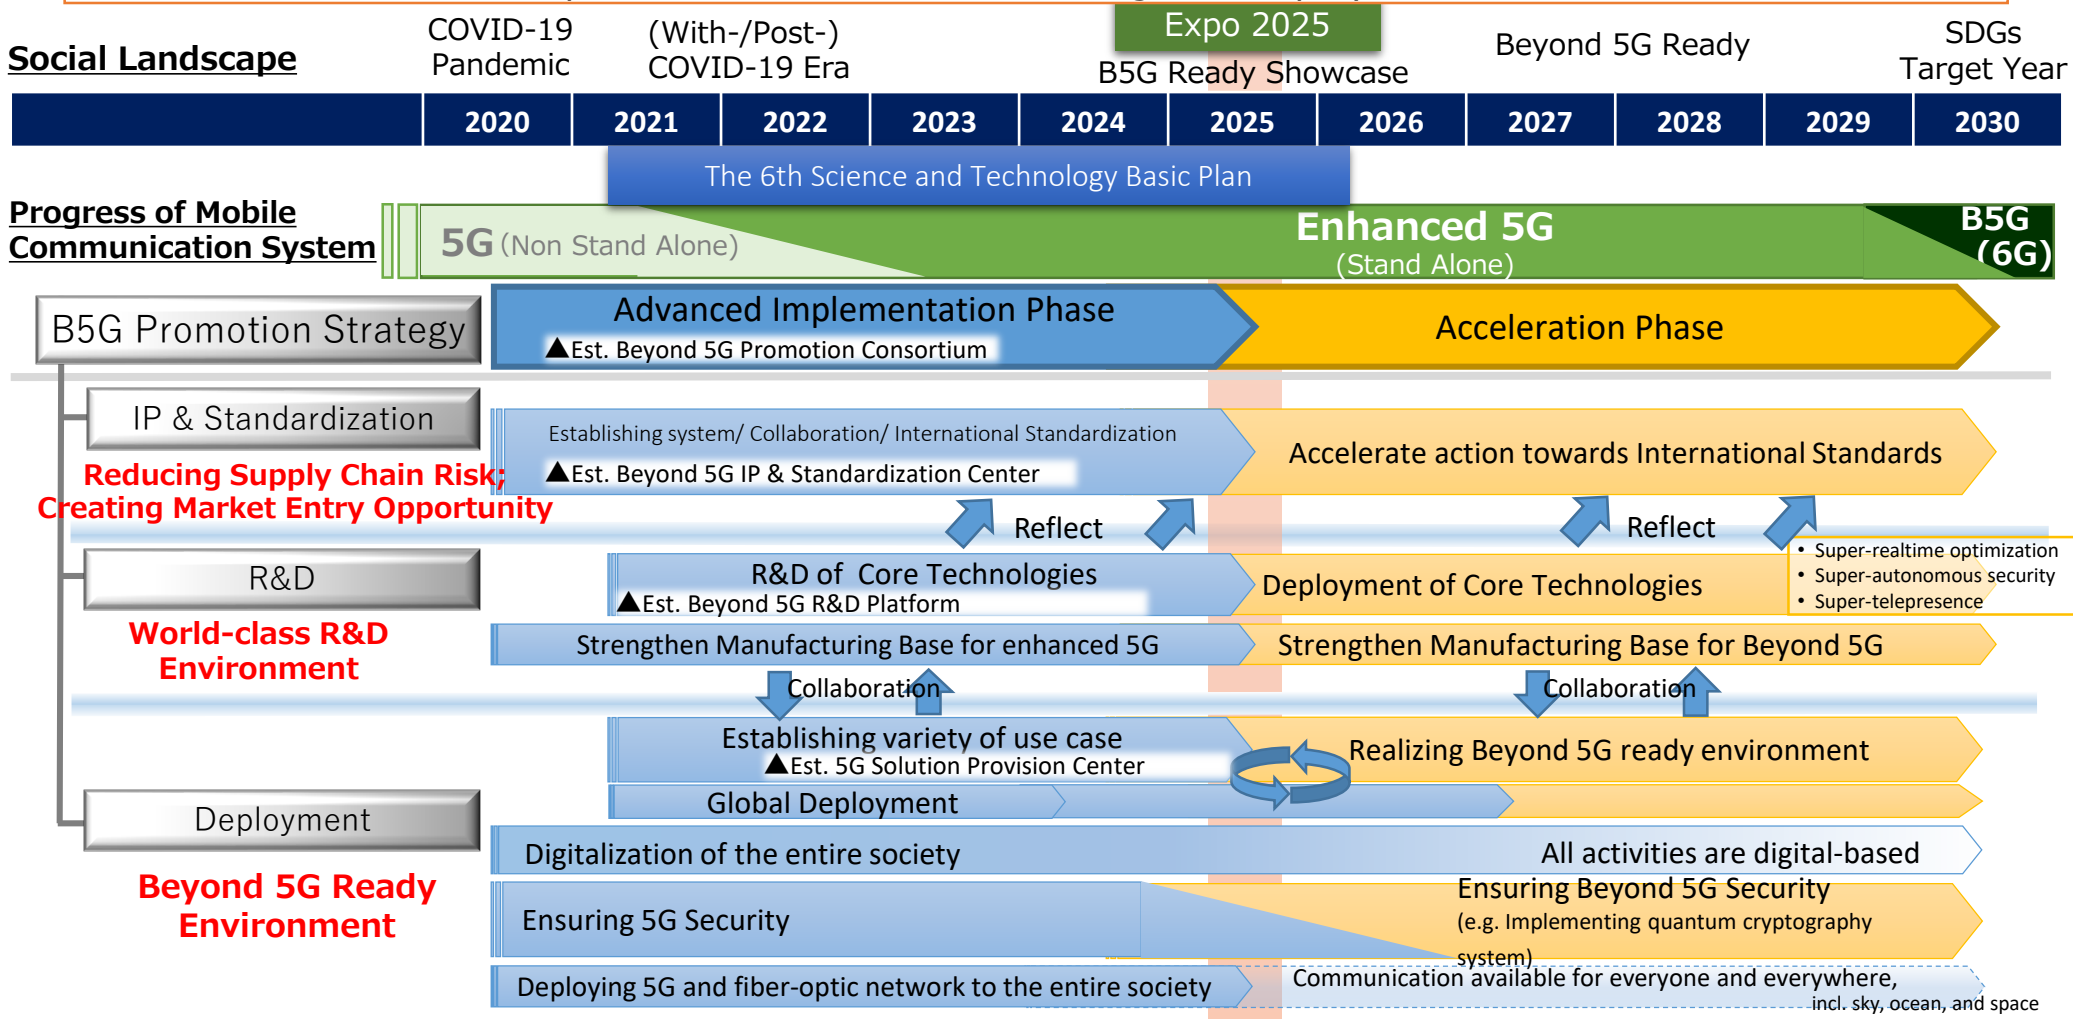 Expo 2025
COVID-19
Pandemic
(With-/Post-)
COVID-19 Era
B5G Ready Showcase
Beyond 5G Ready
SDGs
Target Year
Social Landscape
2020 2021 2022 2023 2024 2025 2026 2027 2028 2029 2030
The 6th Science and Technology Basic Plan
Progress of Mobile
Communication System
5G (Non Stand Alone)
Enhanced 5G
(Stand Alone)
B5G
(6G)
B5G Promotion Strategy
Advanced Implementation Phase
▲Est. Beyond 5G Promotion Consortium
Acceleration Phase
IP & Standardization
Establishing system/ Collaboration/ International Standardization
▲Est. Beyond 5G IP & Standardization Center
Accelerate action towards International Standards
Reducing Supply Chain Risk;
Creating Market Entry Opportunity
Reflect
Reflect
R&D
R&D of Core Technologies
▲Est. Beyond 5G R&D Platform
Deployment of Core Technologies
• Super-realtime optimization
• Super-autonomous security
• Super-telepresence
World-class R&D
Environment
Strengthen Manufacturing Base for enhanced 5G
Strengthen Manufacturing Base for Beyond 5G
Collaboration
Collaboration
Establishing variety of use case
▲Est. 5G Solution Provision Center
Realizing Beyond 5G ready environment
Global Deployment
Deployment
Digitalization of the entire society
All activities are digital-based
Beyond 5G Ready
Environment
Ensuring 5G Security
Ensuring Beyond 5G Security
(e.g. Implementing quantum cryptography
system)
Deploying 5G and fiber-optic network to the entire society
Communication available for everyone and everywhere,
incl. sky, ocean, and space